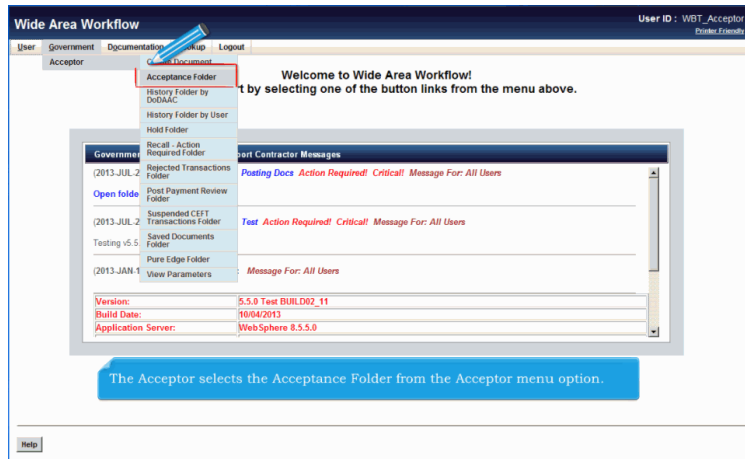 Wide Area Workflow
User ID : WBT_Acceptor
Printer Friendly
User Government Documentation Lookup Logout
Acceptor
Document
Acceptance Folder
History Folder by
DoDAAC
History Folder by User
Hold Folder
Recall - Action
Required Folder
Rejected Transactions
Folder
Post Payment Review
Folder
Suspended CEFT
Transactions Folder
Saved Documents
Folder
Pure Edge Folder
View Parameters
Welcome to Wide Area Workflow!
t by selecting one of the button links from the menu above.
Governmen ort Contractor Messages
(2013-JUL-2 Posting Docs Action Required! Critical! Message For: All Users
Open folde
(2013-JUL-2 Test Action Required! Critical! Message For: All Users
Testing v5.5.
(2013-JAN-1 : Message For: All Users
Version: 5.5.0 Test BUILD02_11
Build Date: 10/04/2013
Application Server: WebSphere 8.5.5.0
The Acceptor selects the Acceptance Folder from the Acceptor menu option.
Help